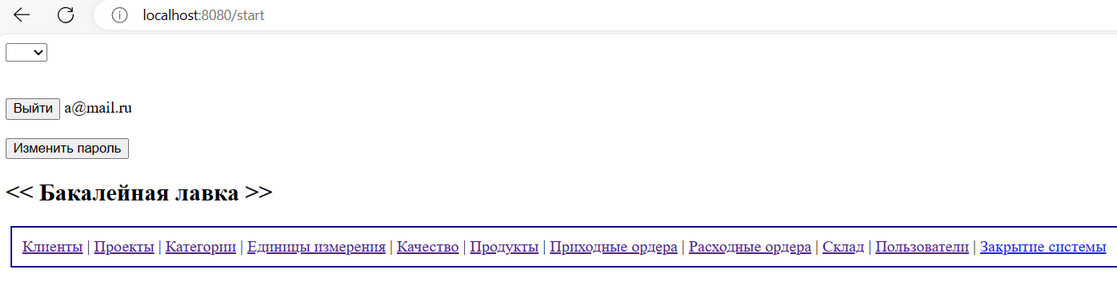 localhost:8080/start
Выйти a@mail.ru
Изменить пароль
<< Бакалейная лавка >>
Клиенты | Проекты | Категории | Единицы измерения | Качество | Продукты | Приходные ордера | Расходные ордера | Склад | Пользователи | Закрытие системы